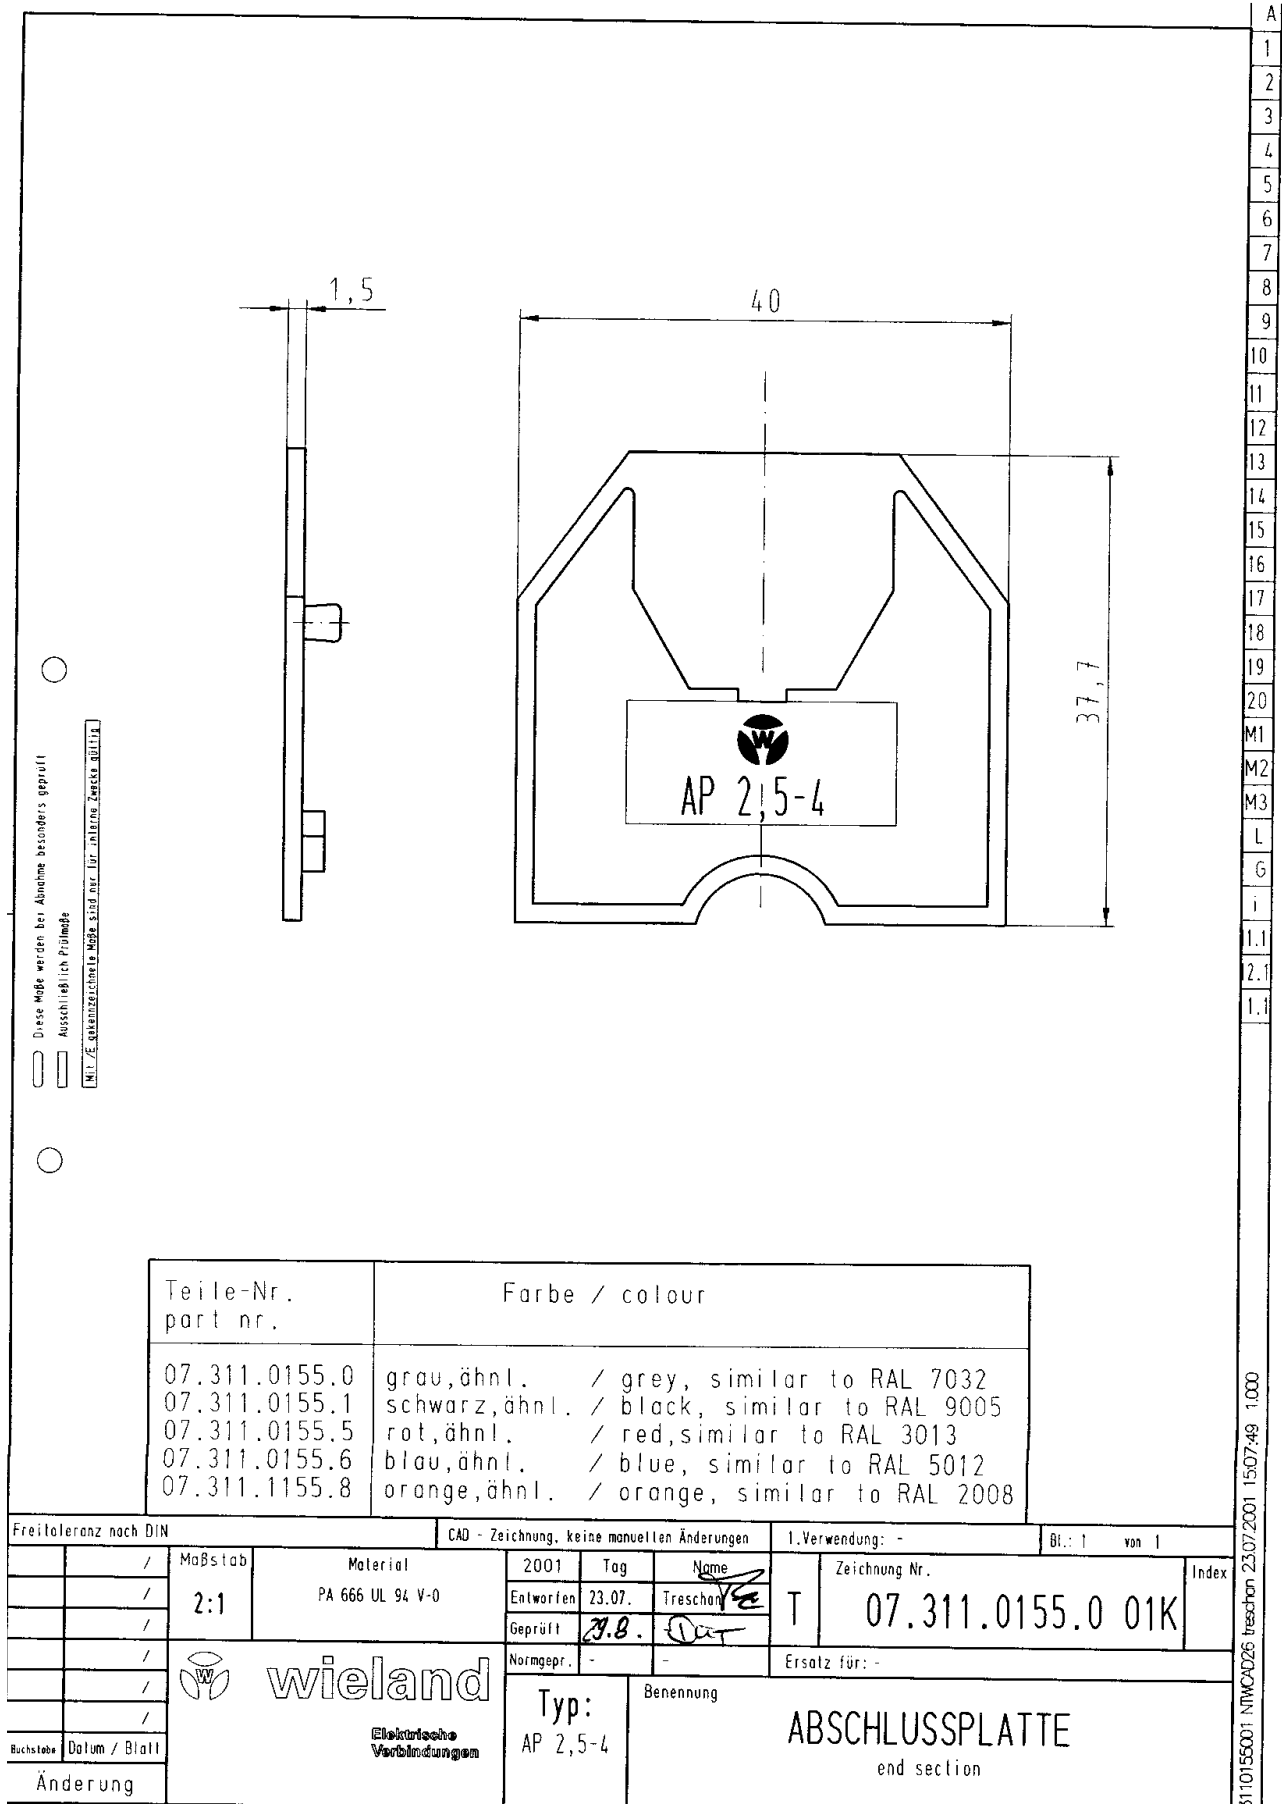 A
1
2
3
4
5
6
7
8
9
10
11
12
13
14
15
16
17
18
19
20
M1
M2
M3
L
G
i
1.1
2.1
1.1
1,5
40
37,7
W
AP 2,5-4
Diese Maße werden bei Abnahme besonders geprüft
Ausschließlich Prüfmaße
Mit /E gekennzeichnete Maße sind nur für interne Zwecke gültig
Teile-Nr. Farbe / colour
part nr.
07.311.0155.0 grau,ähnl. / grey, similar to RAL 7032
07.311.0155.1 schwarz,ähnl. / black, similar to RAL 9005
07.311.0155.5 rot,ähnl. / red,similar to RAL 3013
07.311.0155.6 blau,ähnl. / blue, similar to RAL 5012
07.311.1155.8 orange,ähnl. / orange, similar to RAL 2008
Freitoleranz nach DIN CAD - Zeichnung, keine manuellen Änderungen 1.Verwendung: - Bl.: 1 von 1
/ Maßstab Material 2001 Tag Name Zeichnung Nr. Index
/ 2:1 PA 666 UL 94 V-0 Entworfen 23.07. Treschan T 07.311.0155.0 01K
/ Geprüft 29.8.
/ W wieland Normgepr. - - Ersatz für: -
/ Typ: Benennung
/ Elektrische AP 2,5-4 ABSCHLUSSPLATTE
Buchstabe Datum / Blatt Verbindungen end section
Änderung
3110155001 NTWCAD26 treschan 23.07.2001 15:07:49 1.000